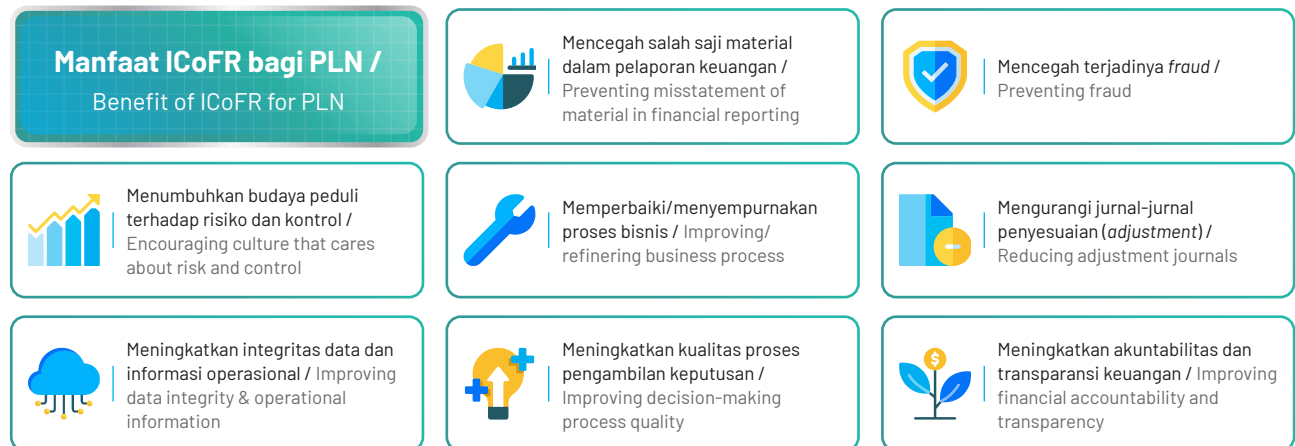 Manfaat ICoFR bagi PLN /
Benefit of ICoFR for PLN
Mencegah salah saji material
dalam pelaporan keuangan /
Preventing misstatement of
material in financial reporting
Mencegah terjadinya fraud /
Preventing fraud
Menumbuhkan budaya peduli
terhadap risiko dan kontrol /
Encouraging culture that cares
about risk and control
Memperbaiki/menyempurnakan
proses bisnis / Improving/
refinering business process
Mengurangi jurnal-jurnal
penyesuaian (adjustment) /
Reducing adjustment journals
Meningkatkan integritas data dan
informasi operasional / Improving
data integrity & operational
information
Meningkatkan kualitas proses
pengambilan keputusan /
Improving decision-making
process quality
$
Meningkatkan akuntabilitas dan
transparansi keuangan / Improving
financial accountability and
transparency